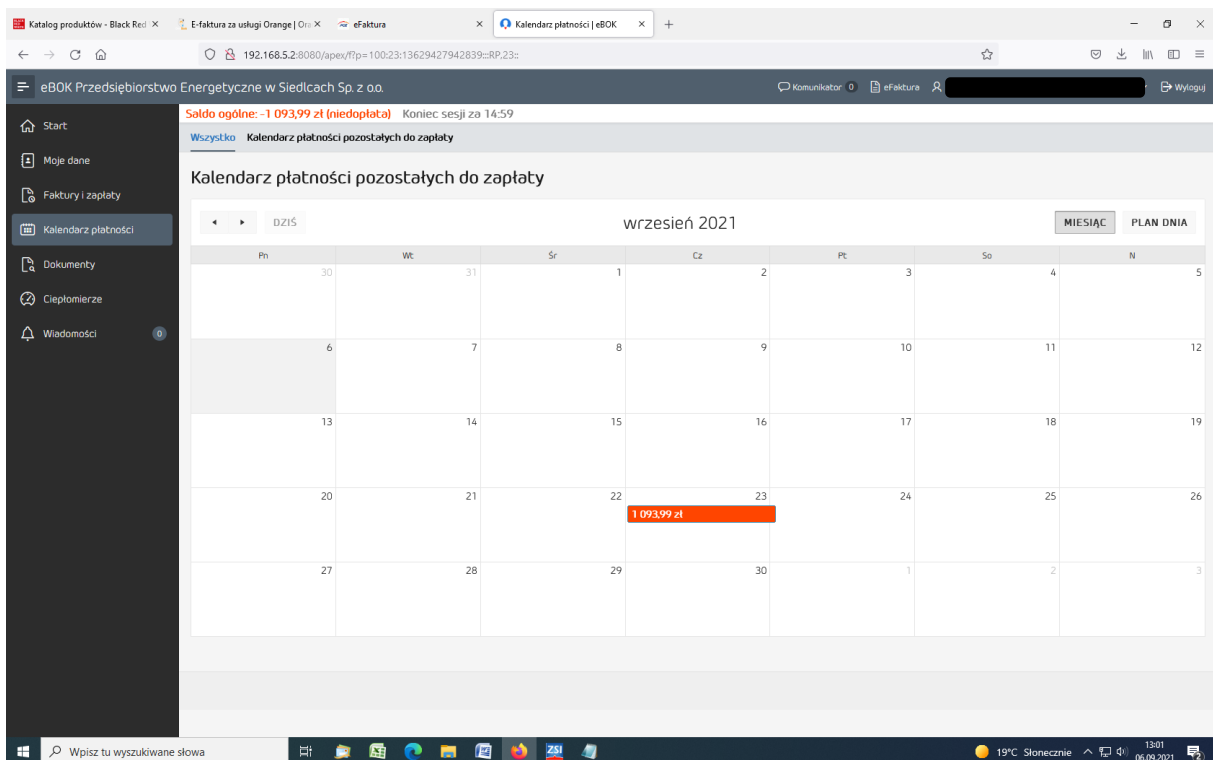 Katalog produktów - Black Red
E-faktura za usługi Orange | Ora
eFaktura
Kalendarz płatności | eBOK
192.168.5.2:8080/apex/f?p=100:23:13629427942839:::RP,23::
eBOK Przedsiębiorstwo Energetyczne w Siedlcach Sp. z o.o.
Komunikator 0
eFaktura
Wyloguj
Saldo ogólne: -1 093,99 zł (niedopłata) Koniec sesji za 14:59
Start
Moje dane
Faktury i zapłaty
Kalendarz płatności
Dokumenty
Ciepłomierze
Wiadomości 0
Wszystko Kalendarz płatności pozostałych do zapłaty
Kalendarz płatności pozostałych do zapłaty
DZIŚ
wrzesień 2021
MIESIĄC PLAN DNIA
Pn Wt Śr Cz Pt So N
30 31 1 2 3 4 5
6 7 8 9 10 11 12
13 14 15 16 17 18 19
20 21 22 23 24 25 26
1 093,99 zł
27 28 29 30 1 2 3
Wpisz tu wyszukiwane słowa
ZSI
19°C Słonecznie
13:01
06.09.2021
2